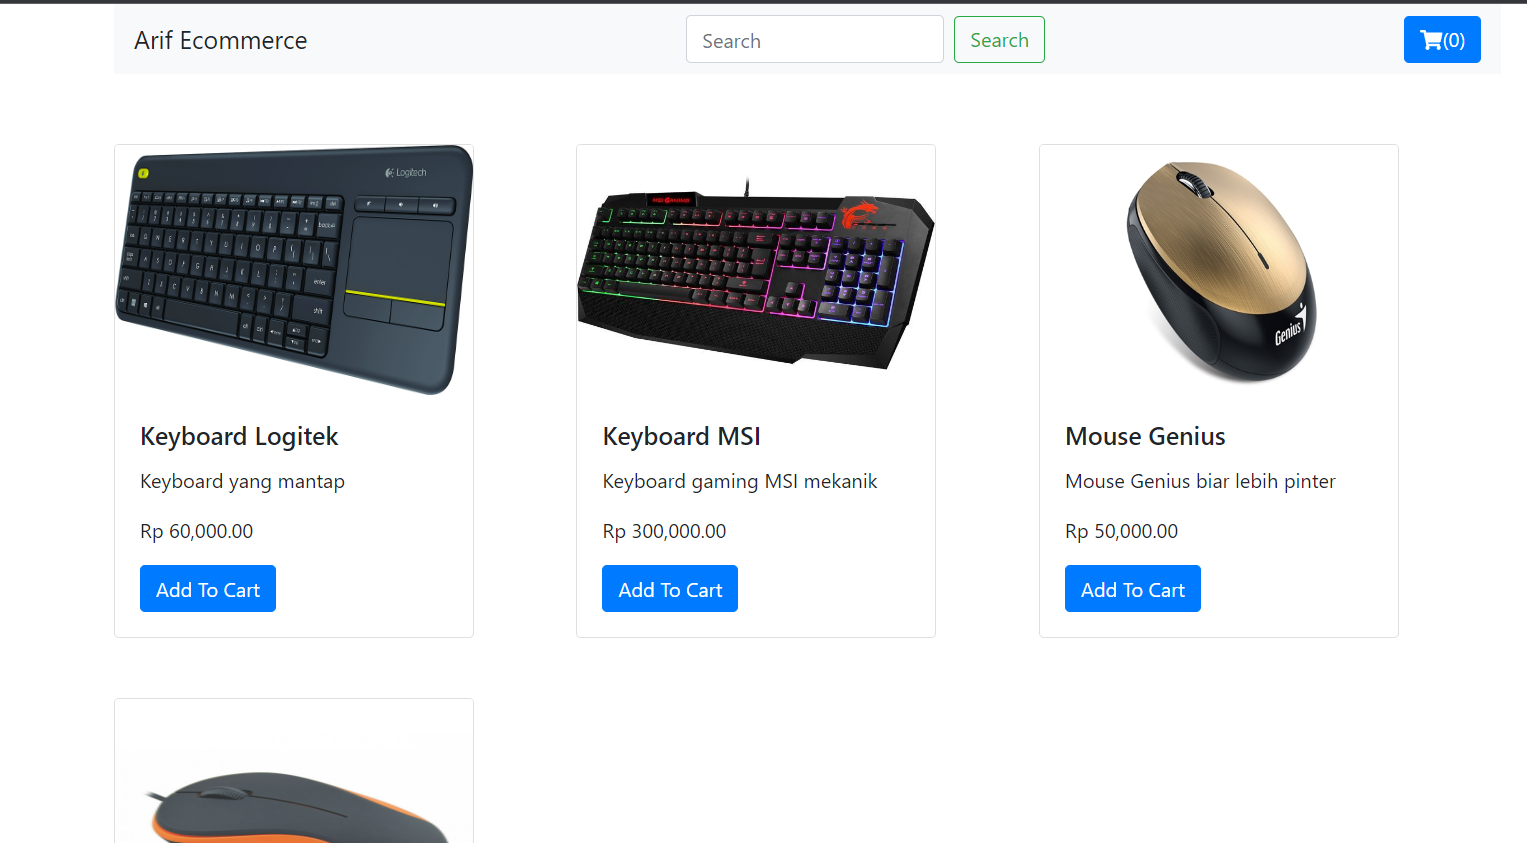 Arif Ecommerce
Search
Search
(0)
Logitech
Genius
Keyboard Logitek
Keyboard MSI
Mouse Genius
Keyboard yang mantap
Keyboard gaming MSI mekanik
Mouse Genius biar lebih pinter
Rp 60,000.00
Rp 300,000.00
Rp 50,000.00
Add To Cart
Add To Cart
Add To Cart